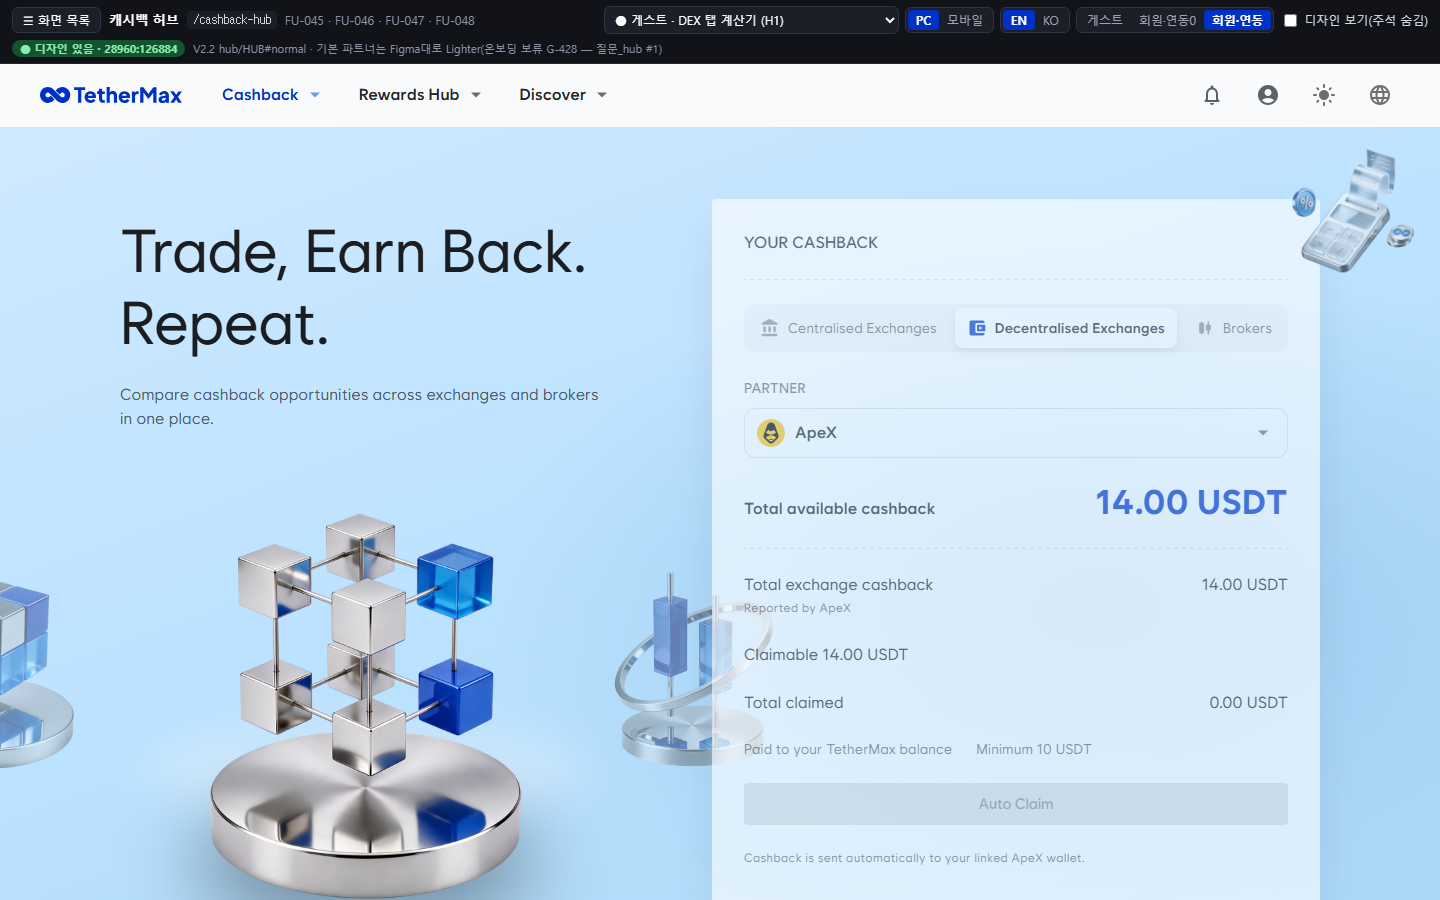 ☰ 화면 목록 캐시백 허브 /cashback-hub FU-045 · FU-046 · FU-047 · FU-048 ● 게스트 · DEX 탭 계산기 (H1) PC 모바일 EN KO 게스트 회원·연동0 회원·연동 디자인 보기(주석 숨김)
● 디자인 있음 · 28960:126884 V2.2 hub/HUB#normal · 기본 파트너는 Figma대로 Lighter(온보딩 보류 G-428 — 질문_hub #1)
TetherMax Cashback Rewards Hub Discover
Trade, Earn Back.
Repeat.
Compare cashback opportunities across exchanges and brokers
in one place.
YOUR CASHBACK
Centralised Exchanges Decentralised Exchanges Brokers
PARTNER
ApeX
Total available cashback 14.00 USDT
Total exchange cashback 14.00 USDT
Reported by ApeX
Claimable 14.00 USDT
Total claimed 0.00 USDT
Paid to your TetherMax balance Minimum 10 USDT
Auto Claim
Cashback is sent automatically to your linked ApeX wallet.